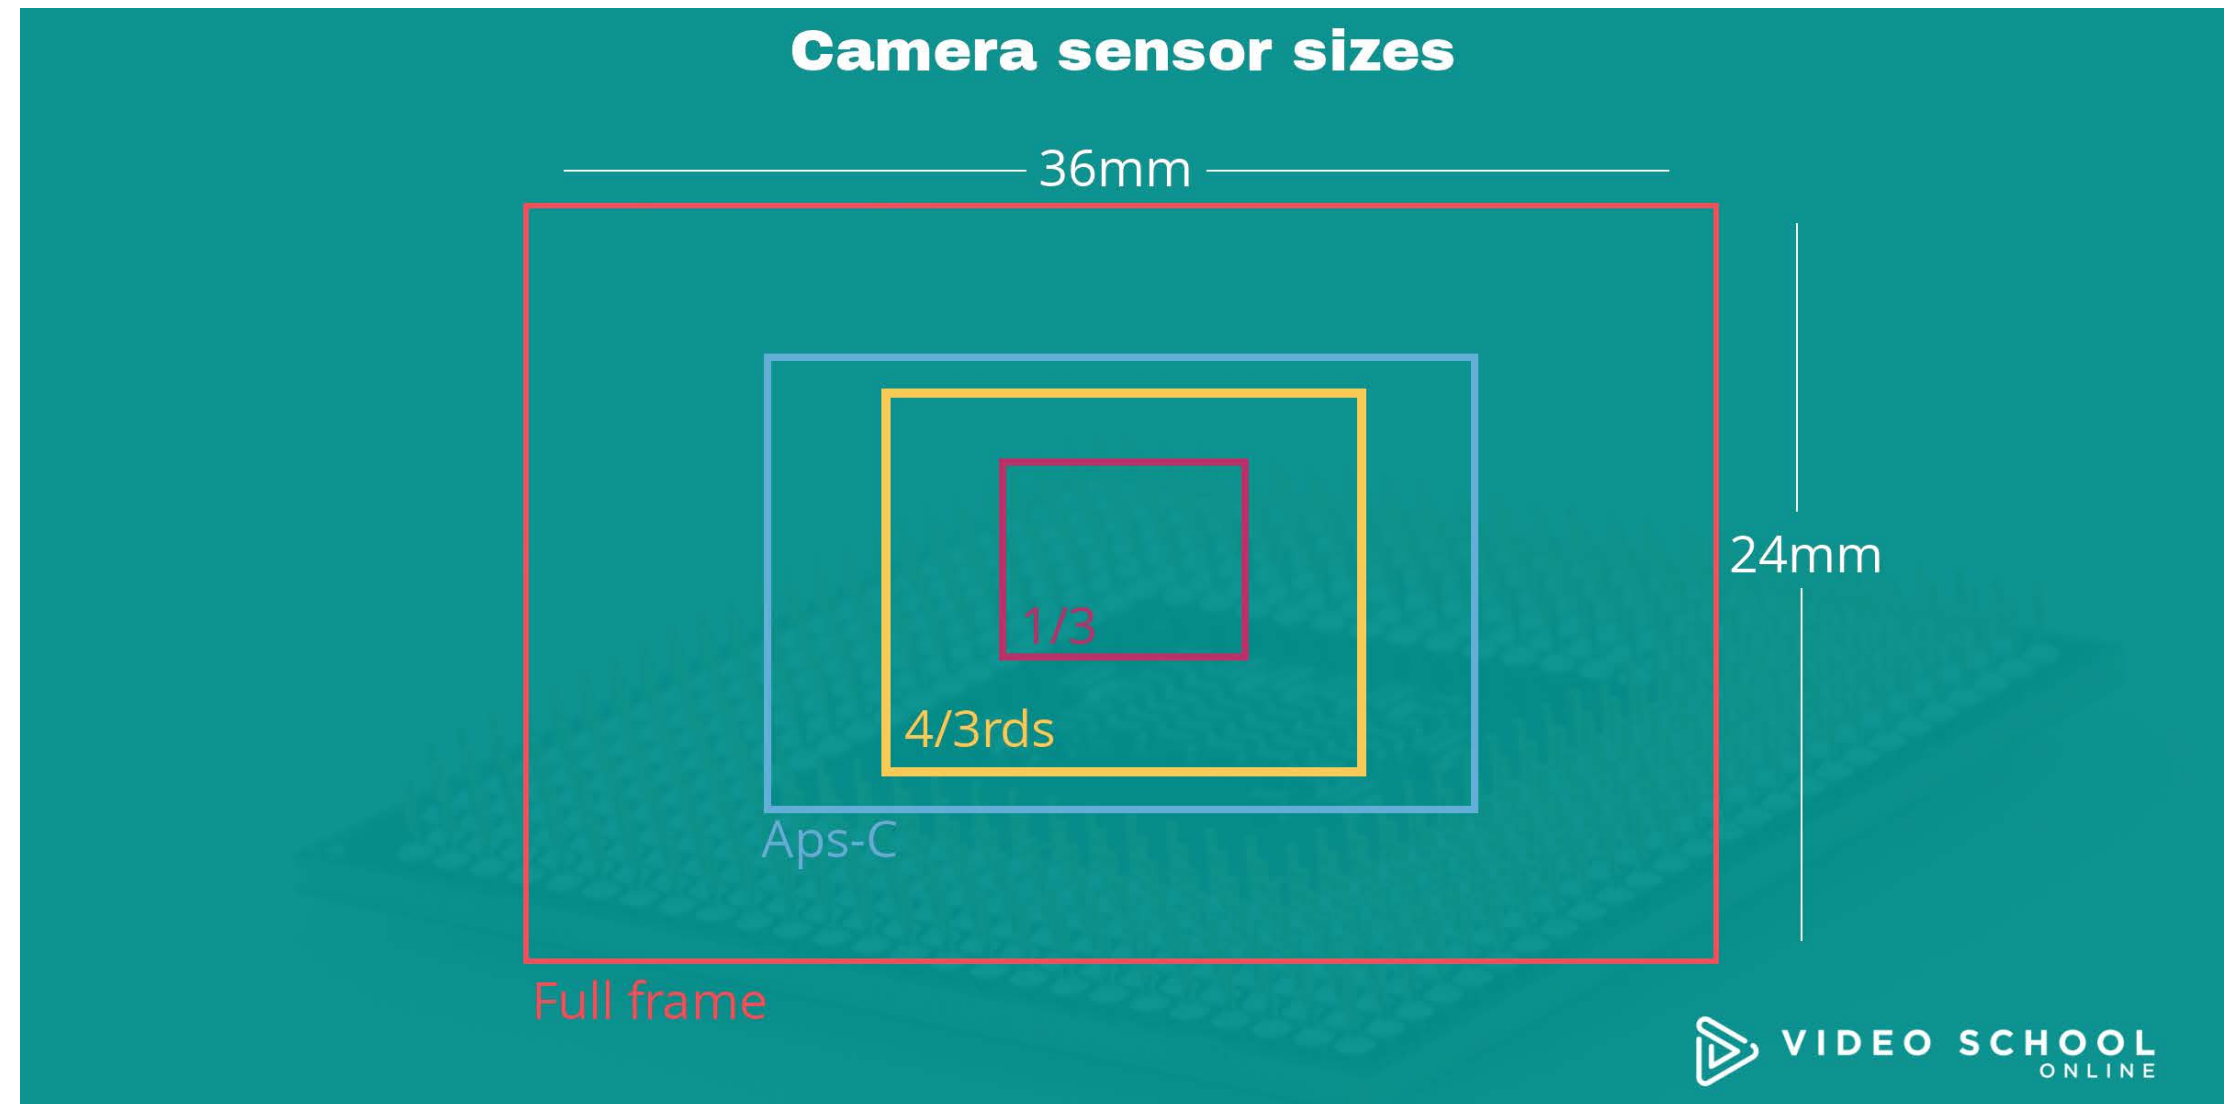 Camera sensor sizes
36mm
24mm
1/3
4/3rds
Aps-C
Full frame
VIDEO SCHOOL
ONLINE